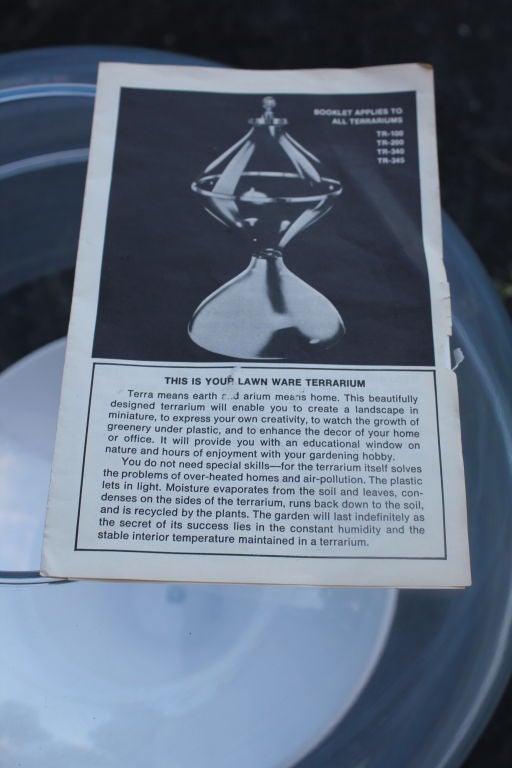 BOOKLET APPLIES TO
ALL TERRARIUMS
TR-100
TR-200
TR-340
TR-345
THIS IS YOUR LAWN WARE TERRARIUM
Terra means earth and arium means home. This beautifully
designed terrarium will enable you to create a landscape in
miniature, to express your own creativity, to watch the growth of
greenery under plastic, and to enhance the decor of your home
or office. It will provide you with an educational window on
nature and hours of enjoyment with your gardening hobby.
You do not need special skills—for the terrarium itself solves
the problems of over-heated homes and air-pollution. The plastic
lets in light. Moisture evaporates from the soil and leaves, con-
denses on the sides of the terrarium, runs back down to the soil,
and is recycled by the plants. The garden will last indefinitely as
the secret of its success lies in the constant humidity and the
stable interior temperature maintained in a terrarium.